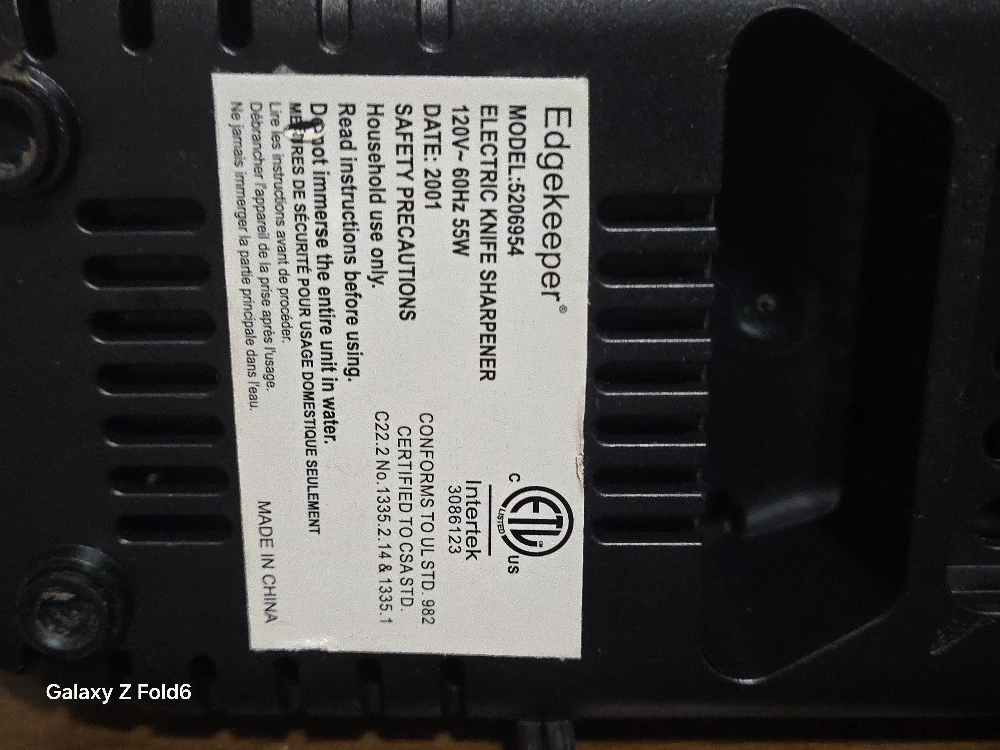 Edgekeeper®
MODEL:5206954
ELECTRIC KNIFE SHARPENER
120V~ 60Hz 55W
DATE: 2001
SAFETY PRECAUTIONS
Household use only.
Read instructions before using.
Do not immerse the entire unit in water.
MESURES DE SÉCURITÉ POUR USAGE DOMESTIQUE SEULEMENT
Lire les instructions avant de procéder.
Débrancher l'appareil de la prise après l'usage.
Ne jamais immerger la partie principale dans l'eau.
C ETL US
LISTED
Intertek
3086123
CONFORMS TO UL STD. 982
CERTIFIED TO CSA STD.
C22.2 No.1335.2.14 & 1335.1
MADE IN CHINA
Galaxy Z Fold6